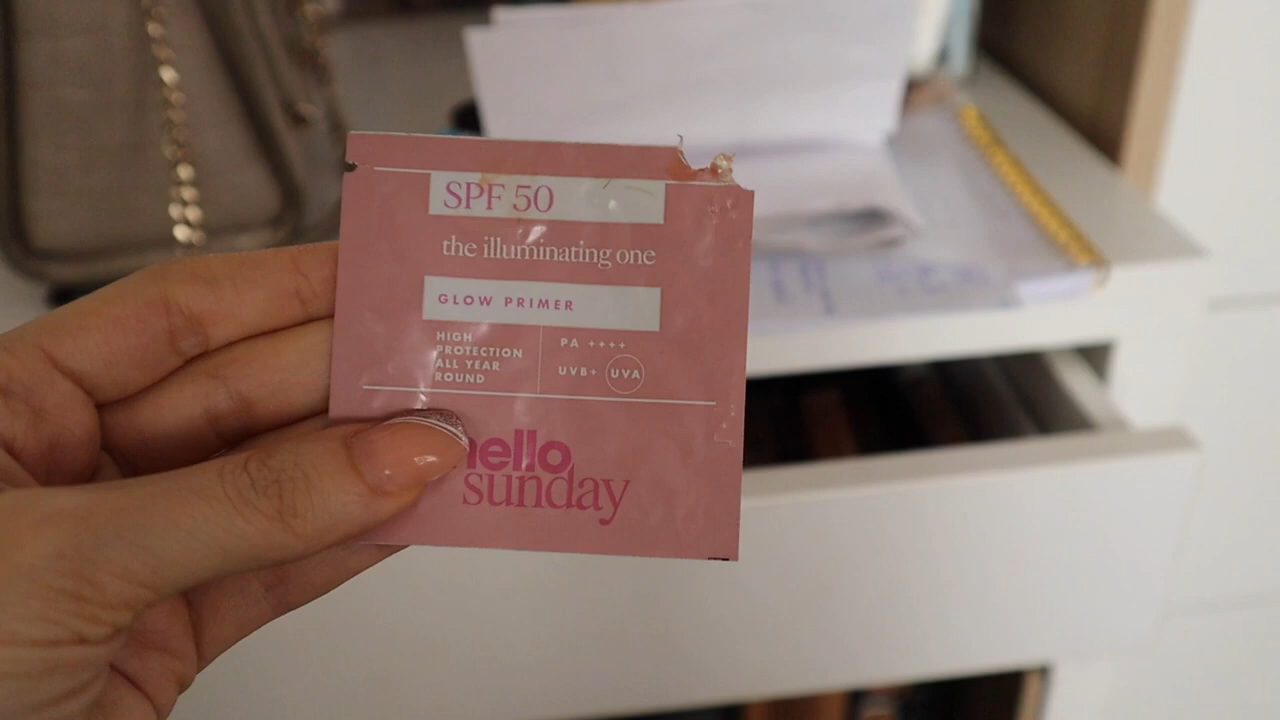 SPF 50
the illuminating one
GLOW PRIMER
HIGH
PROTECTION
ALL YEAR
ROUND
PA ++++
UVB+ UVA
hello
sunday